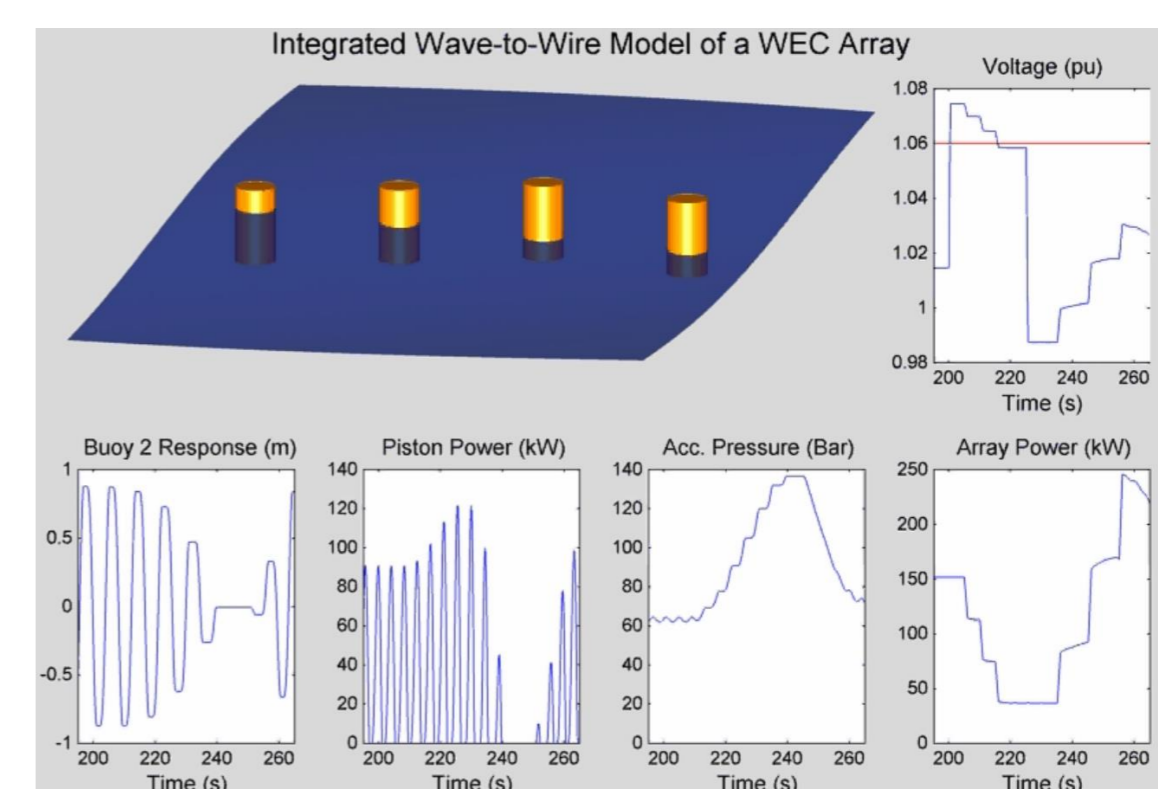 Integrated Wave-to-Wire Model of a WEC Array
Voltage (pu)
1.08
1.06
1.04
1.02
1
0.98
200 220 240 260
Time (s)
Buoy 2 Response (m)
1
0.5
0
-0.5
-1
200 220 240 260
Time (s)
Piston Power (kW)
140
120
100
80
60
40
20
0
200 220 240 260
Time (s)
Acc. Pressure (Bar)
140
120
100
80
60
40
20
0
200 220 240 260
Time (s)
Array Power (kW)
250
200
150
100
50
0
200 220 240 260
Time (s)